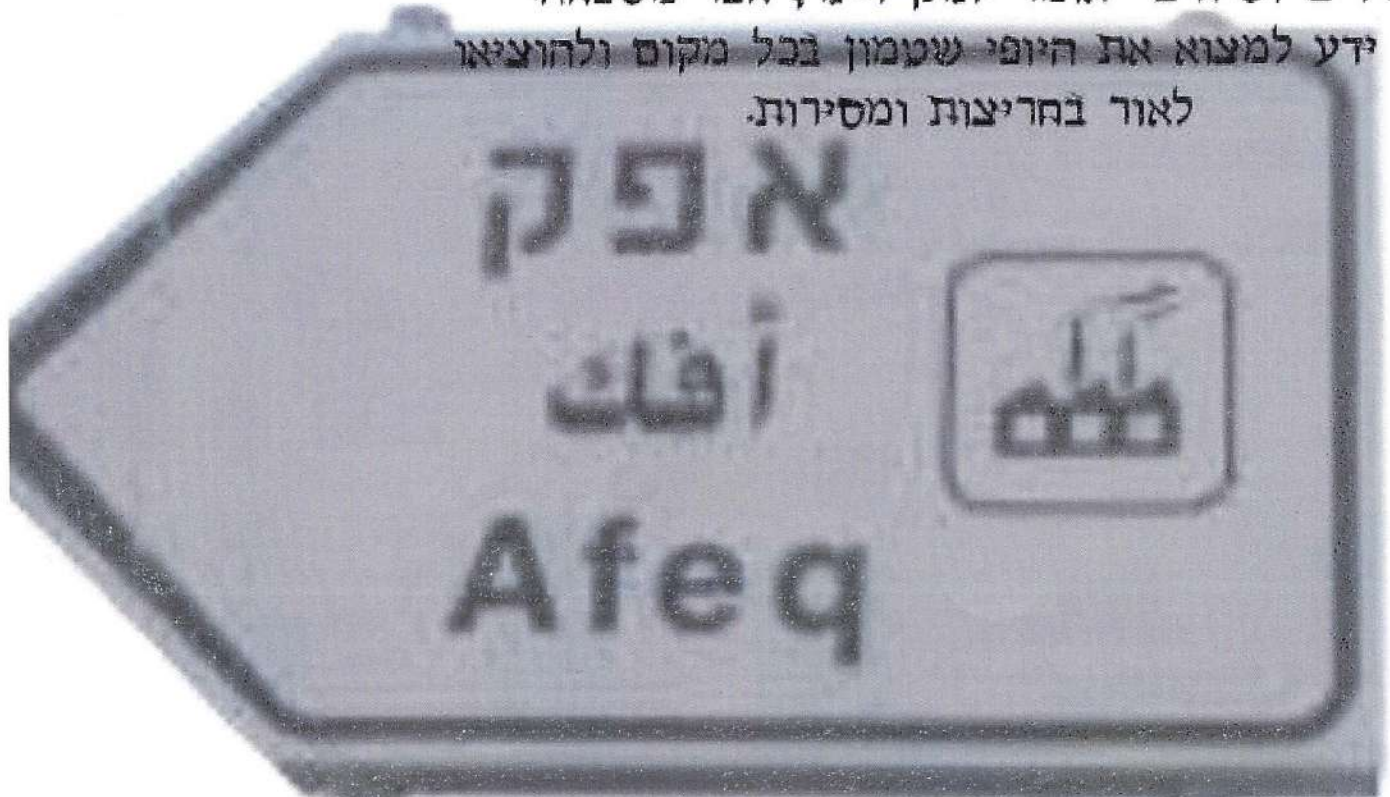 ידע למצוא את היופי שטמון בכל מקום ולהוציאו
לאור בחריצות ומסירות.
אפק
أفك
Afeq